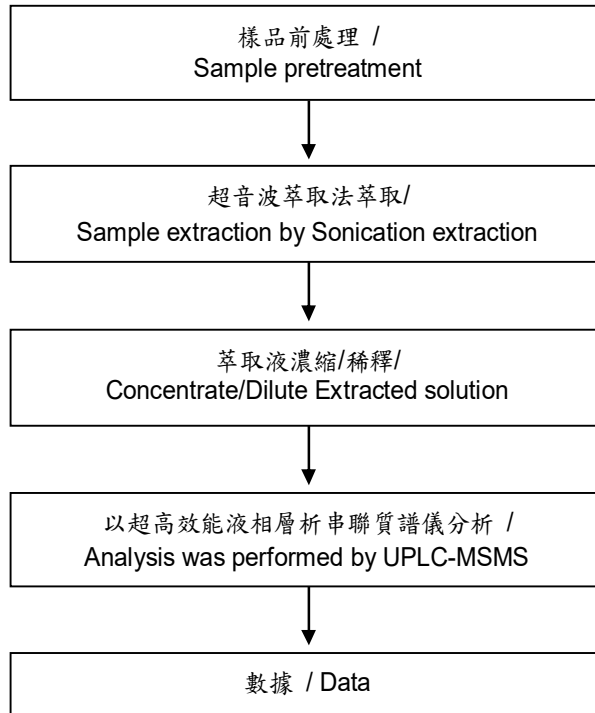 樣品前處理 /
Sample pretreatment
超音波萃取法萃取/
Sample extraction by Sonication extraction
萃取液濃縮/稀釋/
Concentrate/Dilute Extracted solution
以超高效能液相層析串聯質譜儀分析 /
Analysis was performed by UPLC-MSMS
數據 / Data